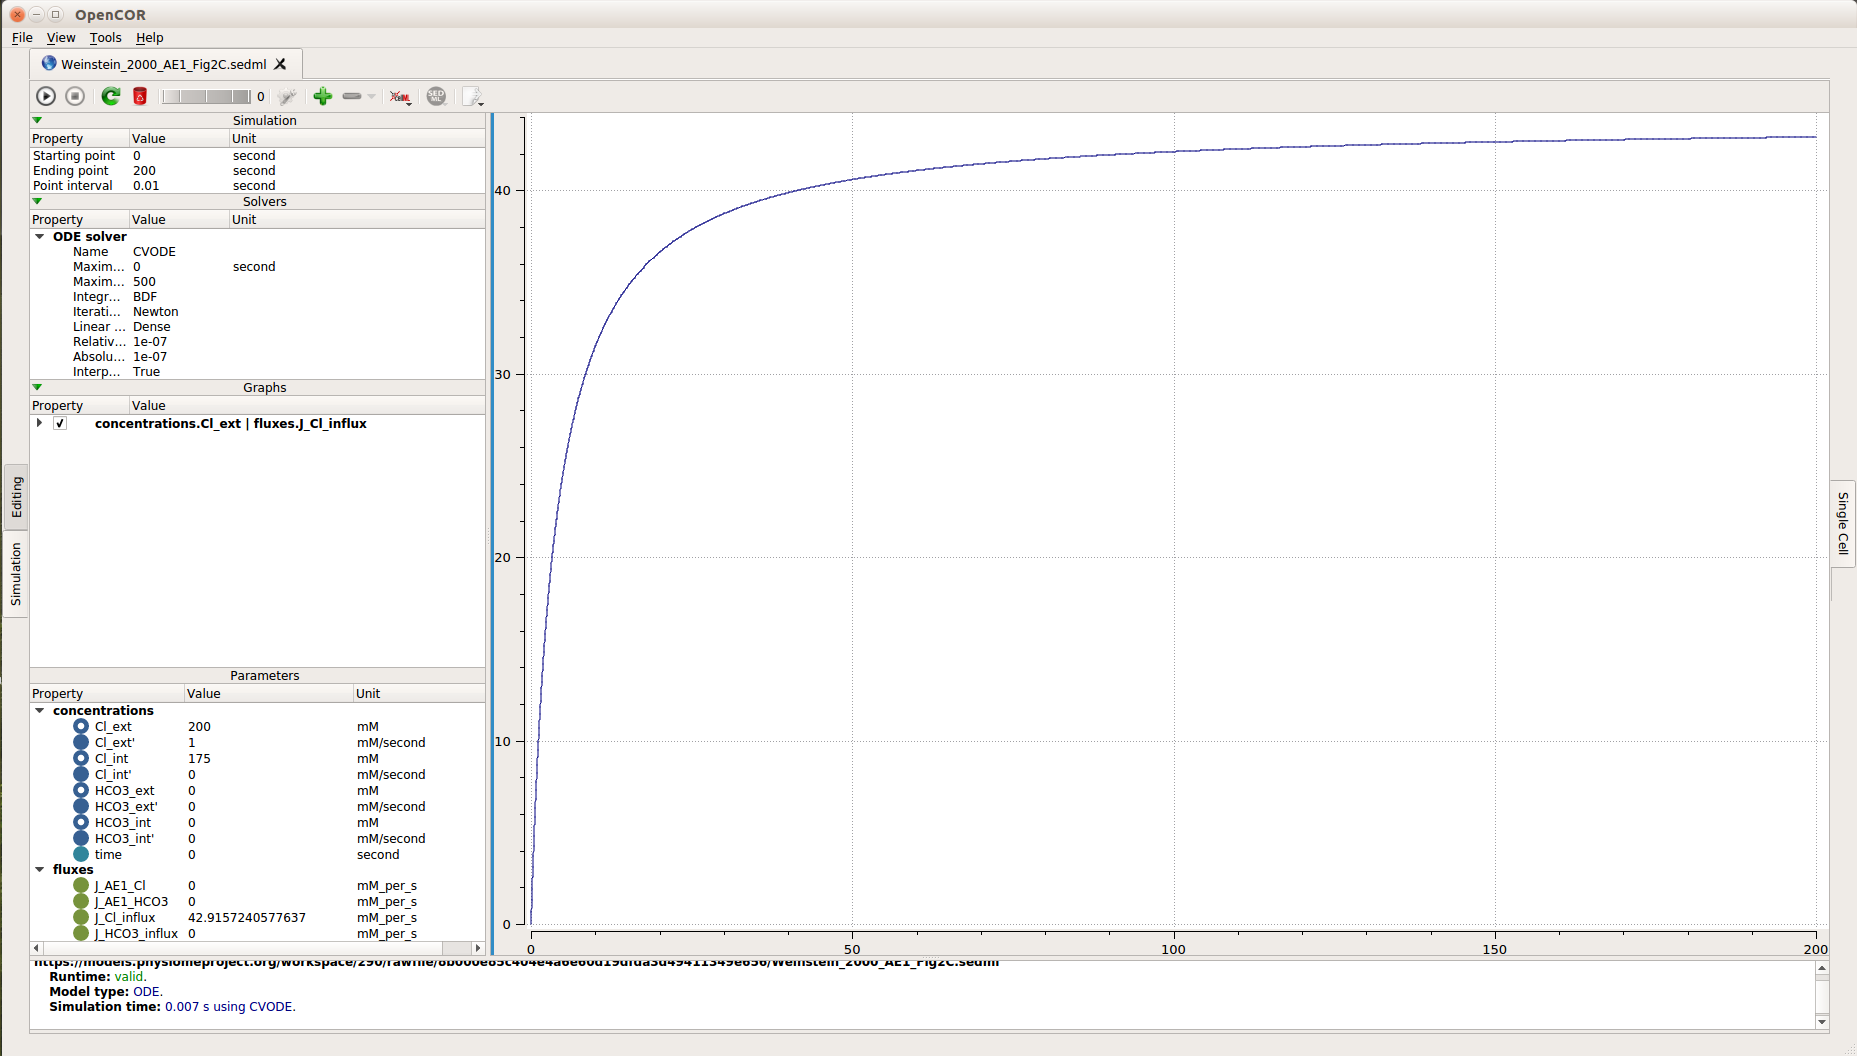 OpenCOR
File View Tools Help
Weinstein_2000_AE1_Fig2C.sedml
0
Simulation
Property Value Unit
Starting point 0 second
Ending point 200 second
Point interval 0.01 second
Solvers
Property Value Unit
ODE solver
Name CVODE
Maxim... 0 second
Maxim... 500
Integr... BDF
Iterati... Newton
Linear ... Dense
Relativ... 1e-07
Absolu... 1e-07
Interp... True
Graphs
Property Value
concentrations.Cl_ext | fluxes.J_Cl_influx
Editing
Simulation
Parameters
Property Value Unit
concentrations
Cl_ext 200 mM
Cl_ext' 1 mM/second
Cl_int 175 mM
Cl_int' 0 mM/second
HCO3_ext 0 mM
HCO3_ext' 0 mM/second
HCO3_int 0 mM
HCO3_int' 0 mM/second
time 0 second
fluxes
J_AE1_Cl 0 mM_per_s
J_AE1_HCO3 0 mM_per_s
J_Cl_influx 42.9157240577637 mM_per_s
J_HCO3_influx 0 mM_per_s
40
30
20
10
0
0 50 100 150 200
Single Cell
Runtime: valid.
Model type: ODE.
Simulation time: 0.007 s using CVODE.